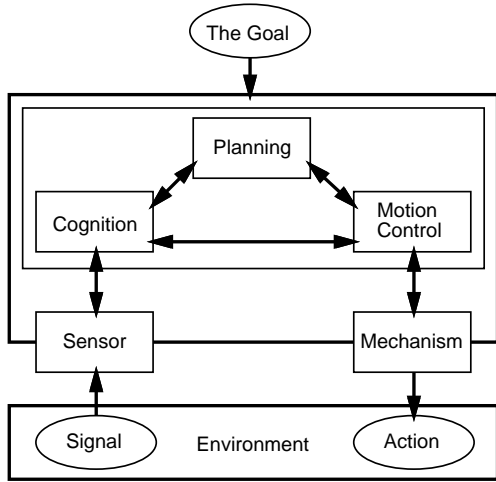 The Goal
Planning
Cognition
Motion
Control
Sensor
Mechanism
Signal
Environment
Action